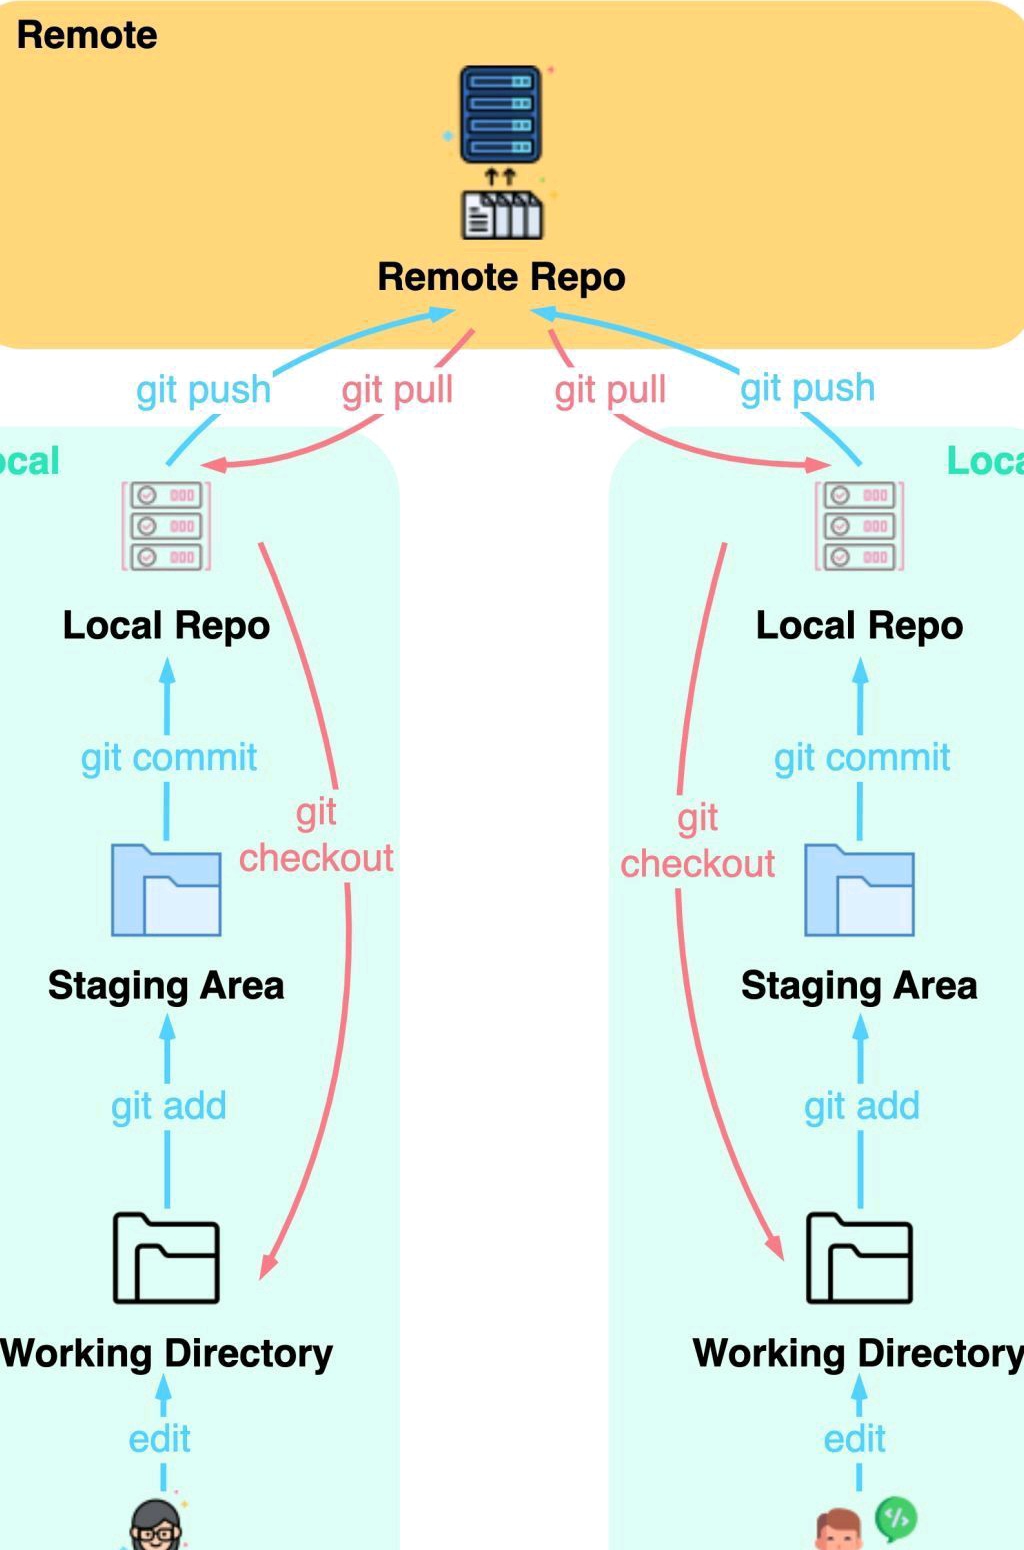 Remote
Remote Repo
git push
git pull
git pull
git push
ocal
Loca
Local Repo
Local Repo
git commit
git commit
git
checkout
git
checkout
Staging Area
Staging Area
git add
git add
Working Directory
Working Directory
edit
edit
<//>